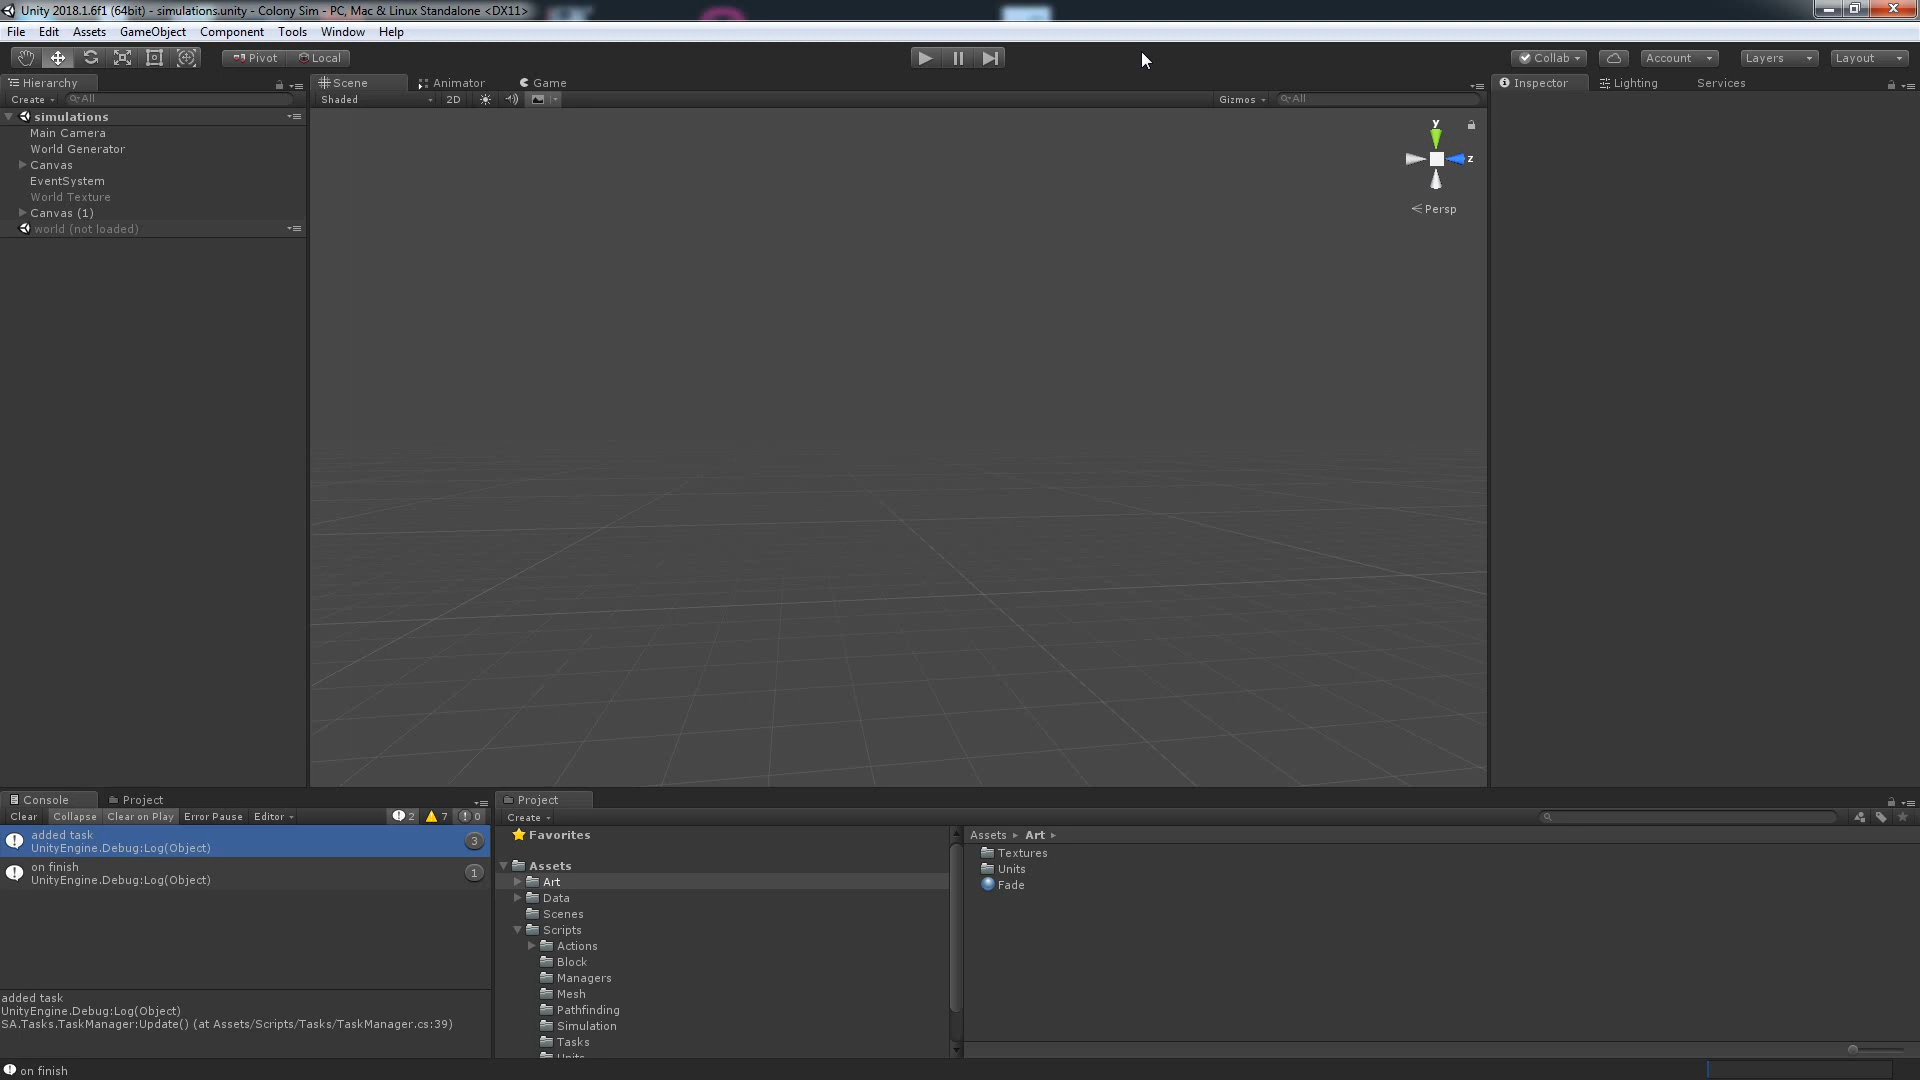 Unity 2018.1.6f1 (64bit) - simulations.unity - Colony Sim - PC, Mac & Linux Standalone <DX11>
File Edit Assets GameObject Component Tools Window Help
Pivot Local Collab Account Layers Layout
Hierarchy
Create All
simulations
Main Camera
World Generator
Canvas
EventSystem
World Texture
Canvas (1)
world (not loaded)
Scene Animator Game
Shaded 2D Gizmos All
y
z
Persp
Inspector Lighting Services
Console Project
Clear Collapse Clear on Play Error Pause Editor 2 7 0
added task
UnityEngine.Debug:Log(Object)
3
on finish
UnityEngine.Debug:Log(Object)
1
added task
UnityEngine.Debug:Log(Object)
SA.Tasks.TaskManager:Update() (at Assets/Scripts/Tasks/TaskManager.cs:39)
Project
Create
Favorites
Assets
Art
Data
Scenes
Scripts
Actions
Block
Managers
Mesh
Pathfinding
Simulation
Tasks
Units
Assets Art
Textures
Units
Fade
on finish